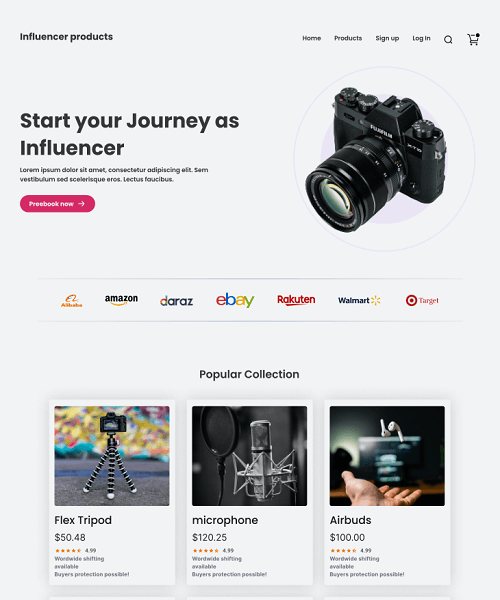 Influencer products
Home Products Sign up Log In
Start your Journey as
Influencer
Lorem ipsum dolor sit amet, consectetur adipiscing elit. Sem
vestibulum sed scelerisque eros. Lectus faucibus.
Preebook now
FUJIFILM
X-T10
Alibaba amazon daraz ebay Rakuten Walmart Target
Popular Collection
Flex Tripod
$50.48
4.99
Wordwide shifting
available
Buyers protection possible!
microphone
$120.25
4.99
Wordwide shifting
available
Buyers protection possible!
Airbuds
$100.00
4.99
Wordwide shifting
available
Buyers protection possible!